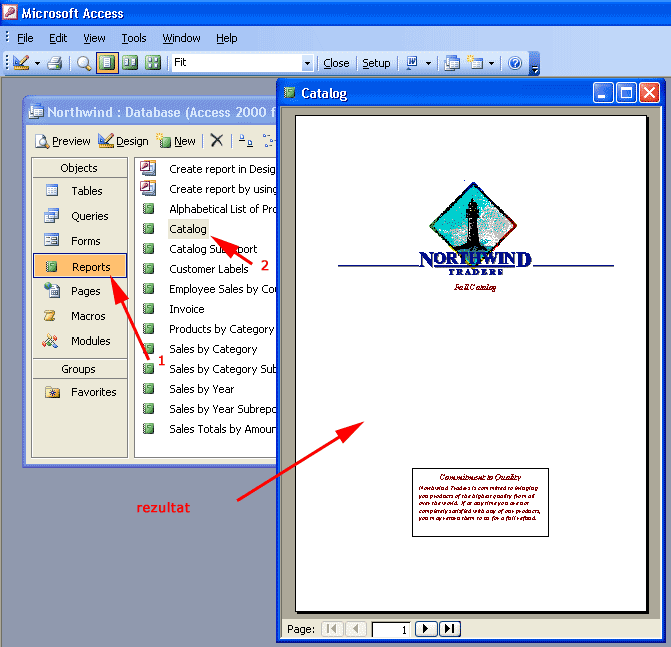 Microsoft Access
File Edit View Tools Window Help
Fit Close Setup
Northwind : Database (Access 2000 f
Preview Design New
Objects
Tables
Queries
Forms
Reports
Pages
Macros
Modules
Groups
Favorites
Create report in Desig
Create report by using
Alphabetical List of Pro
Catalog
Catalog Subreport
Customer Labels
Employee Sales by Cou
Invoice
Products by Category
Sales by Category
Sales by Category Sub
Sales by Year
Sales by Year Subrepo
Sales Totals by Amoun
1
2
rezultat
Catalog
NORTHWIND
TRADERS
Fall Catalog
Commitment to Quality
Northwind Traders is committed to bringing
you products of the highest quality from all
over the world. If at any time you are not
completely satisfied with any of our products,
you may return them to us for a full refund.
Page: 1